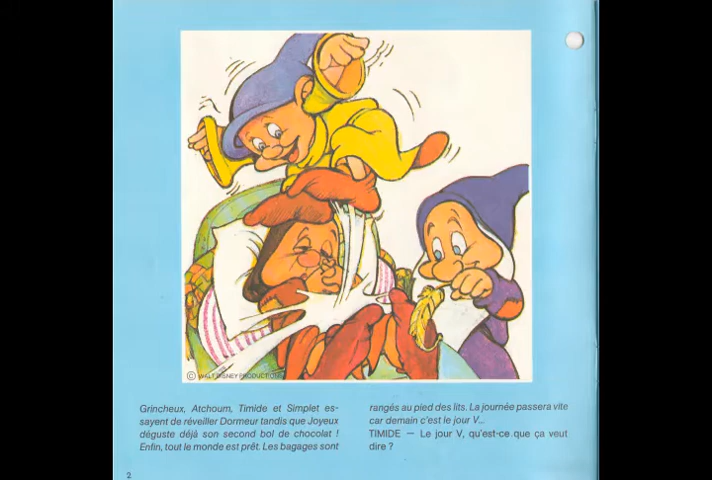 © WALT DISNEY PRODUCTIONS
Grincheux, Atchoum, Timide et Simplet es-
sayent de réveiller Dormeur tandis que Joyeux
déguste déjà son second bol de chocolat !
Enfin, tout le monde est prêt. Les bagages sont
rangés au pied des lits. La journée passera vite
car demain c'est le jour V...
TIMIDE — Le jour V, qu'est-ce que ça veut
dire ?
2